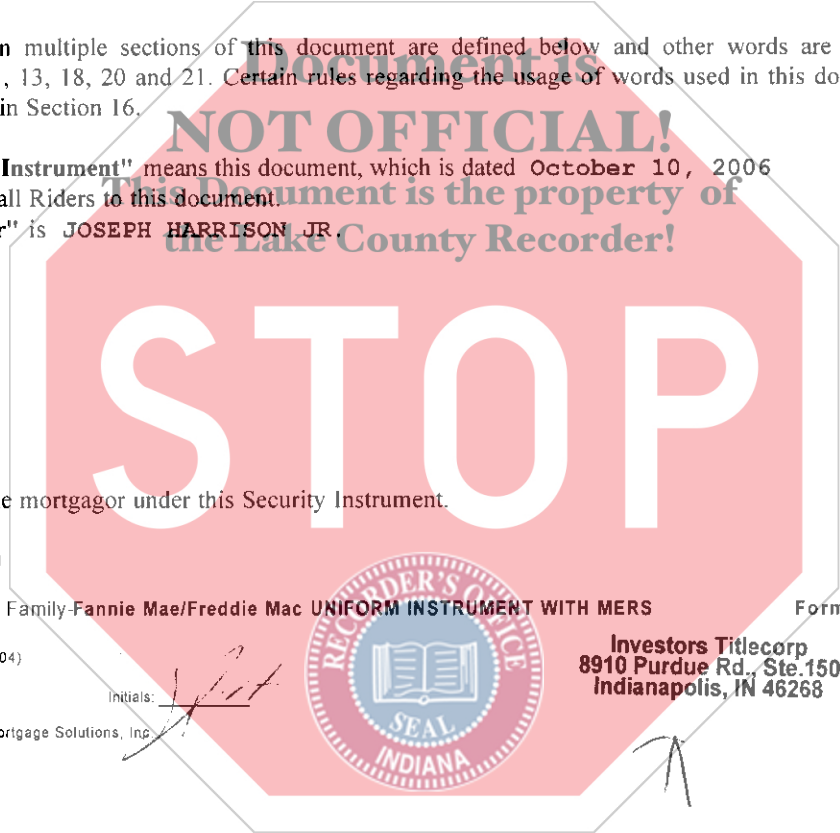 n multiple sections of this document are defined below and other words are
, 13, 18, 20 and 21. Certain rules regarding the usage of words used in this do
in Section 16.
Document is
NOT OFFICIAL!
This Document is the property of
the Lake County Recorder!
Instrument" means this document, which is dated October 10, 2006
all Riders to this document.
r" is JOSEPH HARRISON JR.
STOP
e mortgagor under this Security Instrument.
Family-Fannie Mae/Freddie Mac UNIFORM INSTRUMENT WITH MERS Form
04)
Initials:
ortgage Solutions, Inc.
RECORDER'S OFFICE
SEAL
INDIANA
Investors Titlecorp
8910 Purdue Rd., Ste.150
Indianapolis, IN 46268